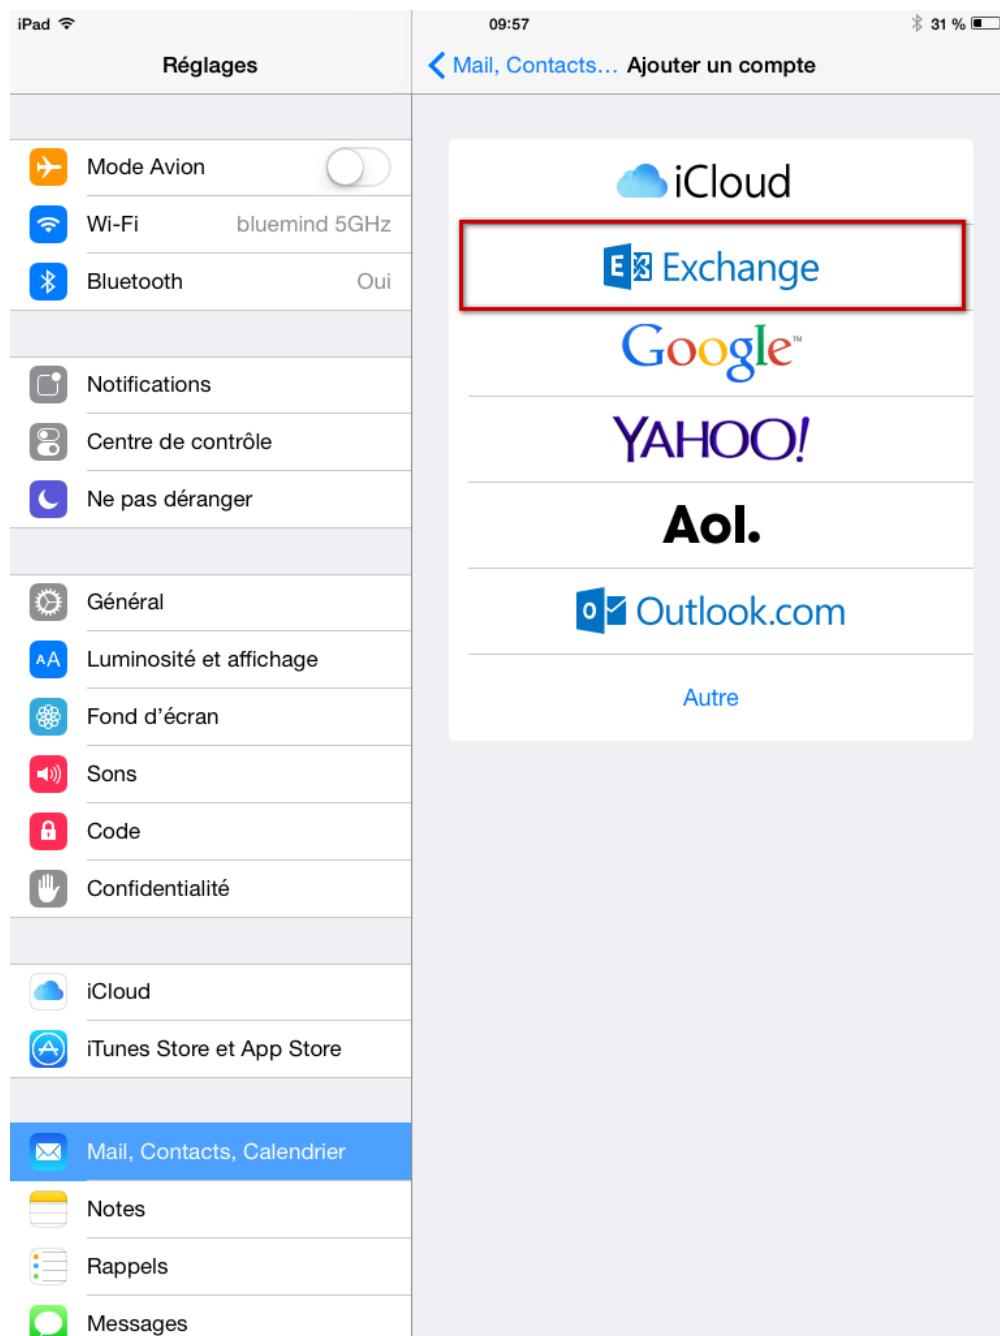 iPad 09:57 31 %
Réglages
Mode Avion
Wi-Fi bluemind 5GHz
Bluetooth Oui
Notifications
Centre de contrôle
Ne pas déranger
Général
AA Luminosité et affichage
Fond d’écran
Sons
Code
Confidentialité
iCloud
iTunes Store et App Store
Mail, Contacts, Calendrier
Notes
Rappels
Messages
Mail, Contacts… Ajouter un compte
iCloud
E Exchange
Google™
YAHOO!
Aol.
o Outlook.com
Autre